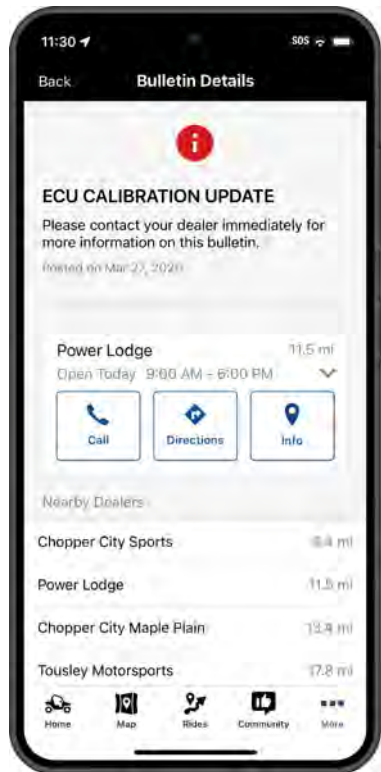 11:30
SOS
Back
Bulletin Details
ECU CALIBRATION UPDATE
Please contact your dealer immediately for
more information on this bulletin.
Posted on Mar 27, 2020
Power Lodge 11.5 mi
Open Today 9:00 AM - 6:00 PM
Call Directions Info
Nearby Dealers
Chopper City Sports mi
Power Lodge 11.5 mi
Chopper City Maple Plain 13.4 mi
Tousley Motorsports 17.8 mi
Home Map Rides Community More